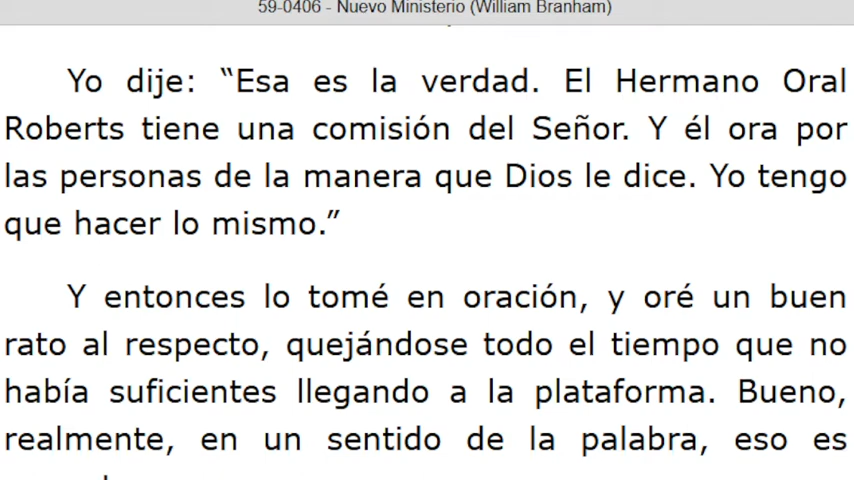 59-0406 - Nuevo Ministerio (William Branham)
Yo dije: “Esa es la verdad. El Hermano Oral
Roberts tiene una comisión del Señor. Y él ora por
las personas de la manera que Dios le dice. Yo tengo
que hacer lo mismo.”
Y entonces lo tomé en oración, y oré un buen
rato al respecto, quejándose todo el tiempo que no
había suficientes llegando a la plataforma. Bueno,
realmente, en un sentido de la palabra, eso es